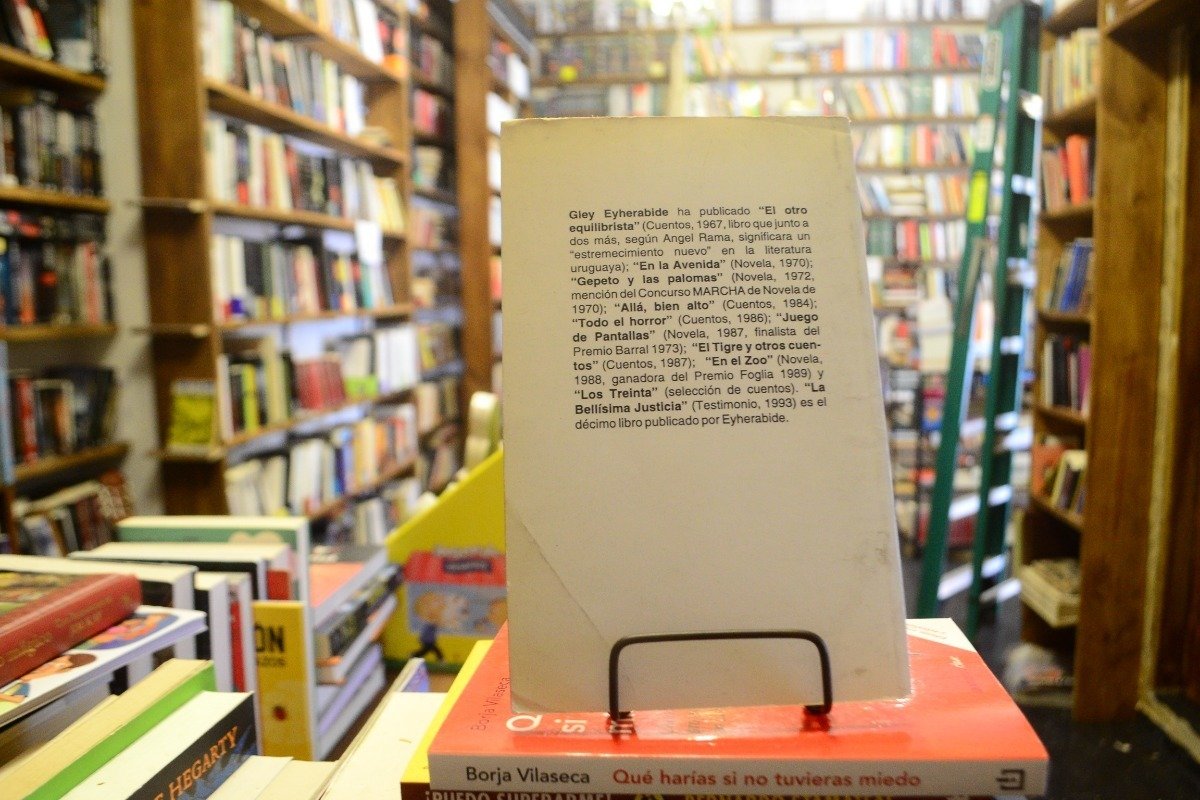 Gley Eyherabide ha publicado “El otro
equilibrista” (Cuentos, 1967, libro que junto a
dos más, según Angel Rama, significara un
“estremecimiento nuevo” en la literatura
uruguaya); “En la Avenida” (Novela, 1970);
“Gepeto y las palomas” (Novela, 1972,
mención del Concurso MARCHA de Novela de
1970); “Allá, bien alto” (Cuentos, 1984);
“Todo el horror” (Cuentos, 1986); “Juego
de Pantallas” (Novela, 1987, finalista del
Premio Barral 1973); “El Tigre y otros cuen-
tos” (Cuentos, 1987); “En el Zoo” (Novela,
1988, ganadora del Premio Foglia 1989) y
“Los Treinta” (selección de cuentos). “La
Bellísima Justicia” (Testimonio, 1993) es el
décimo libro publicado por Eyherabide.
Borja Vilaseca
Q
si
Borja Vilaseca Qué harías si no tuvieras miedo
¡PUEDO SUPERARME!
HEGARTY
ON